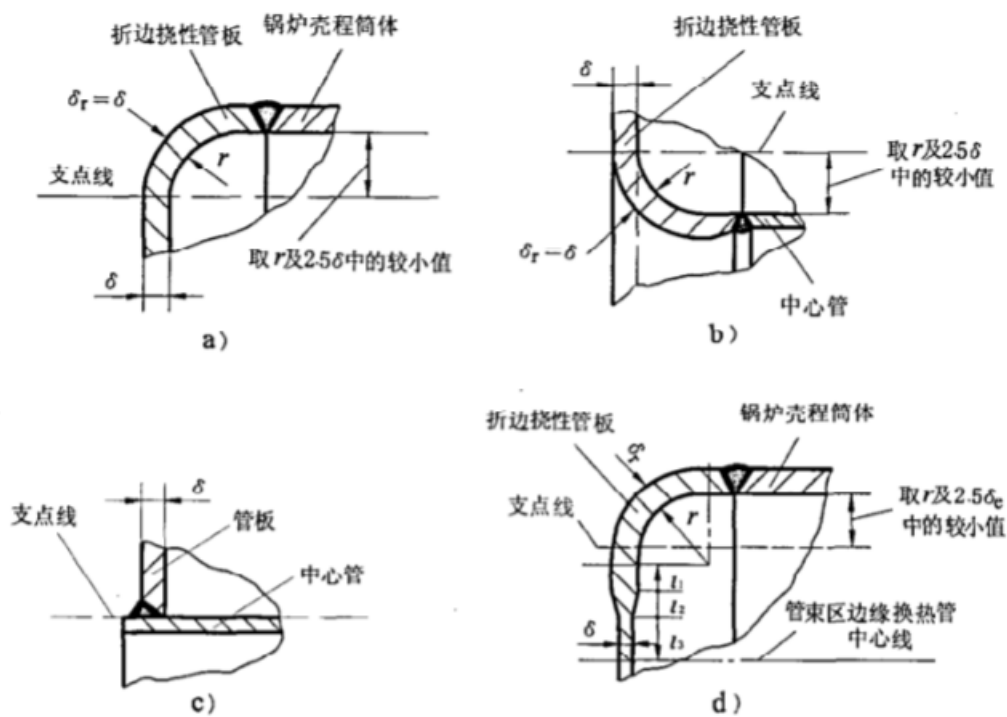 折边挠性管板
锅炉壳程筒体
δr=δ
r
支点线
取r及2.5δ中的较小值
δ
a)
折边挠性管板
δ
支点线
取r及2.5δ
中的较小值
r
δr-δ
中心管
b)
δ
支点线
管板
中心管
c)
折边挠性管板
锅炉壳程筒体
δr
支点线
r
取r及2.5δe
中的较小值
l1
l2
δ
l3
管束区边缘换热管
中心线
d)